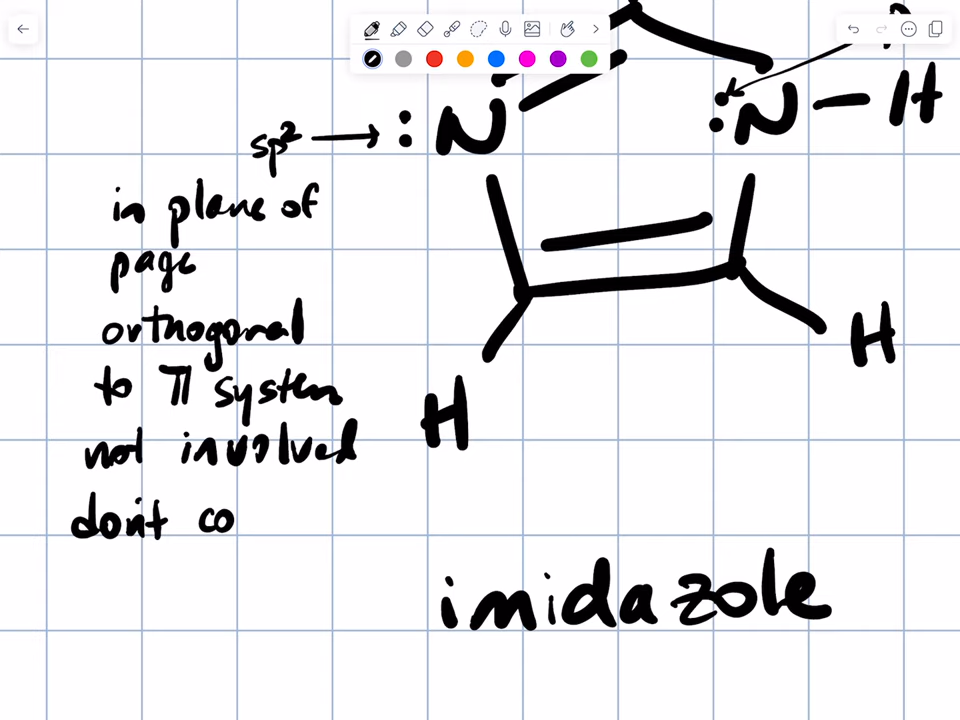 sp²
:N
:N - H
in plane of
page
orthogonal
to π system
H
not involved
H
don't co
imidazole